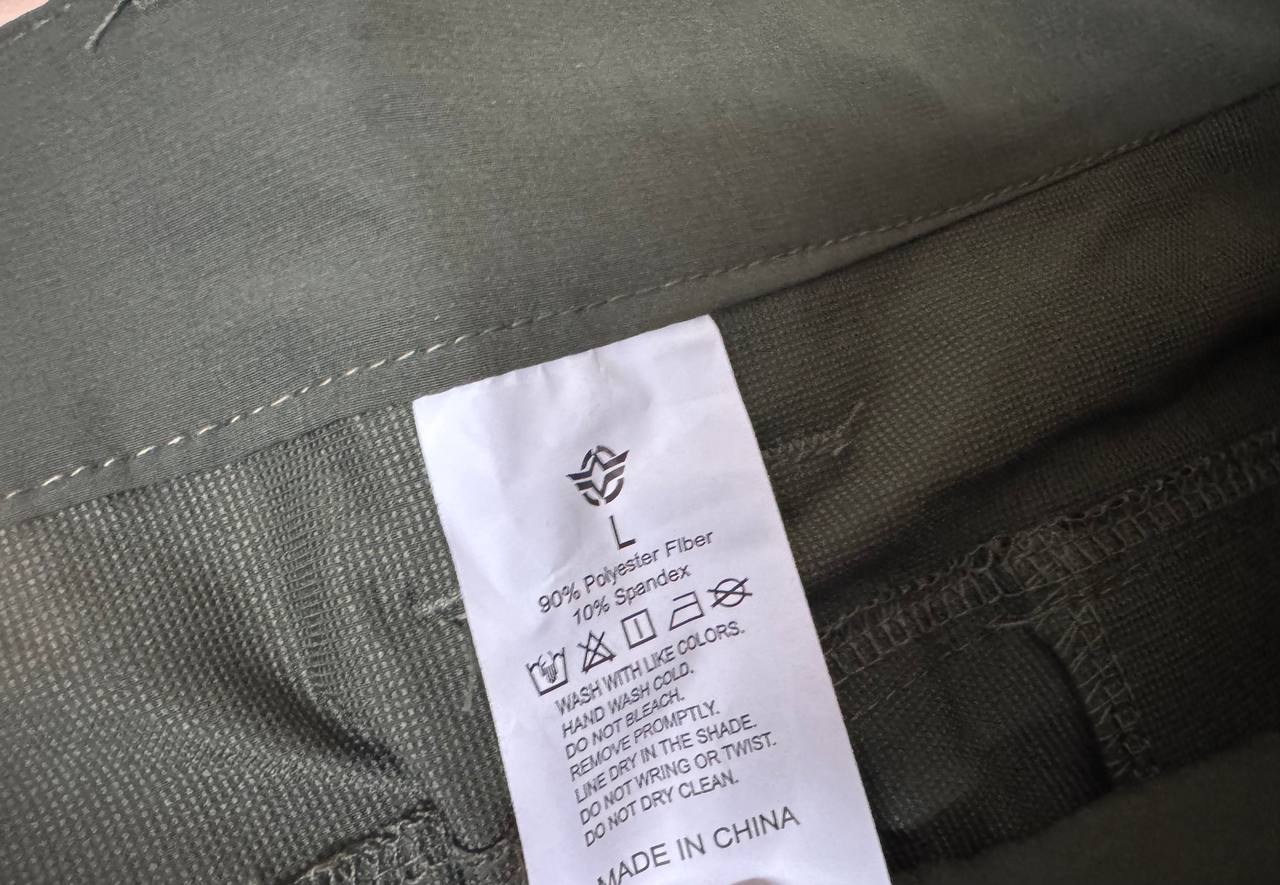 L
90% Polyester FIber
10% Spandex
WASH WITH LIKE COLORS.
HAND WASH COLD.
DO NOT BLEACH.
REMOVE PROMPTLY.
LINE DRY IN THE SHADE.
DO NOT WRING OR TWIST.
DO NOT DRY CLEAN.
MADE IN CHINA